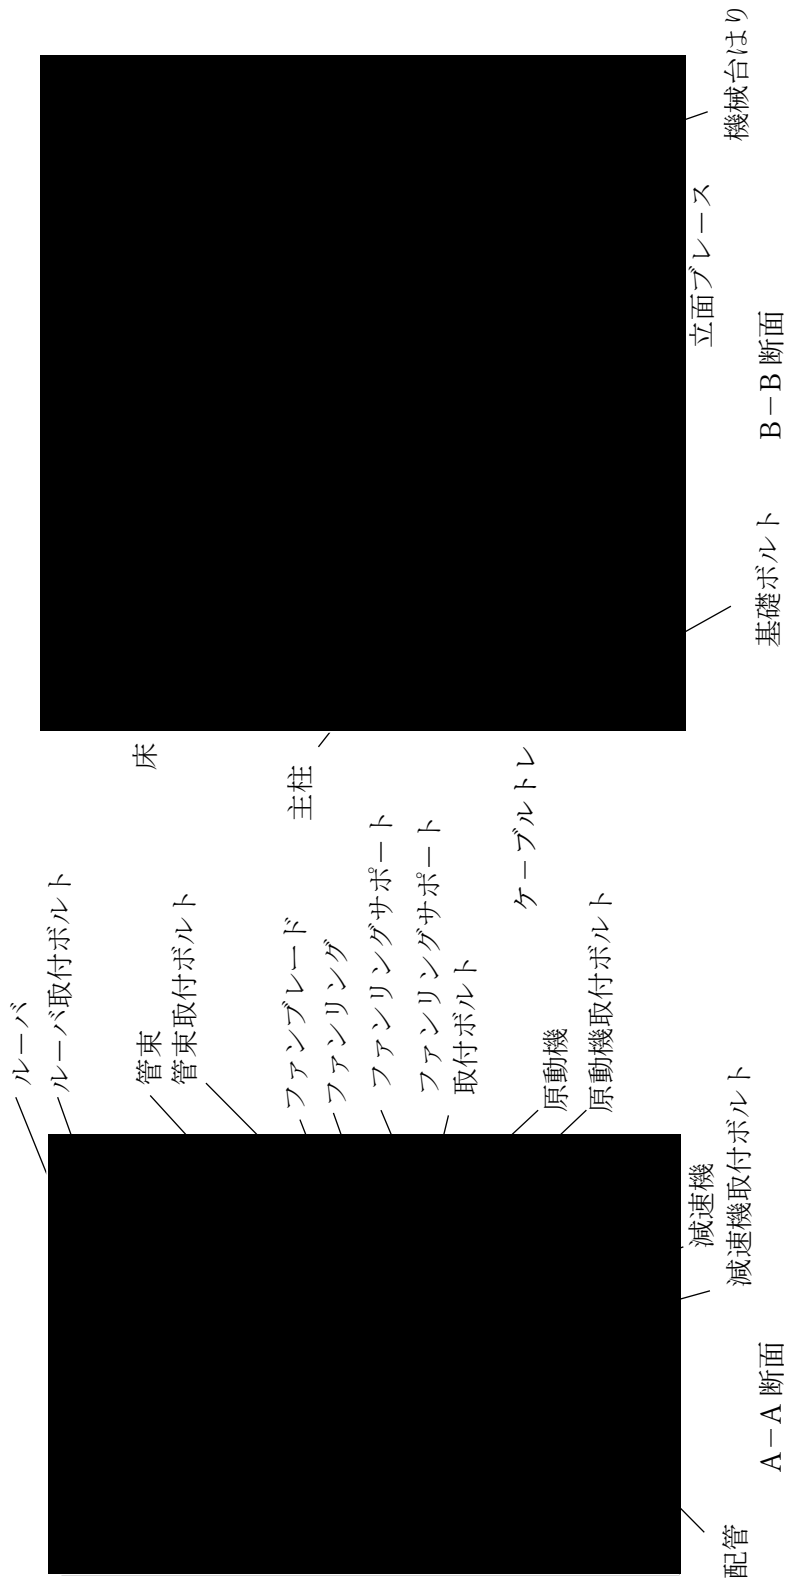 ルーバ
ルーバ取付ボルト
管束
管束取付ボルト
ファンブレード
ファンリング
ファンリングサポート
ファンリングサポート
取付ボルト
原動機
原動機取付ボルト
減速機
減速機取付ボルト
配管
A－A 断面
床
主柱
ケーブルトレ
機械台はり
立面ブレース
基礎ボルト
B－B 断面